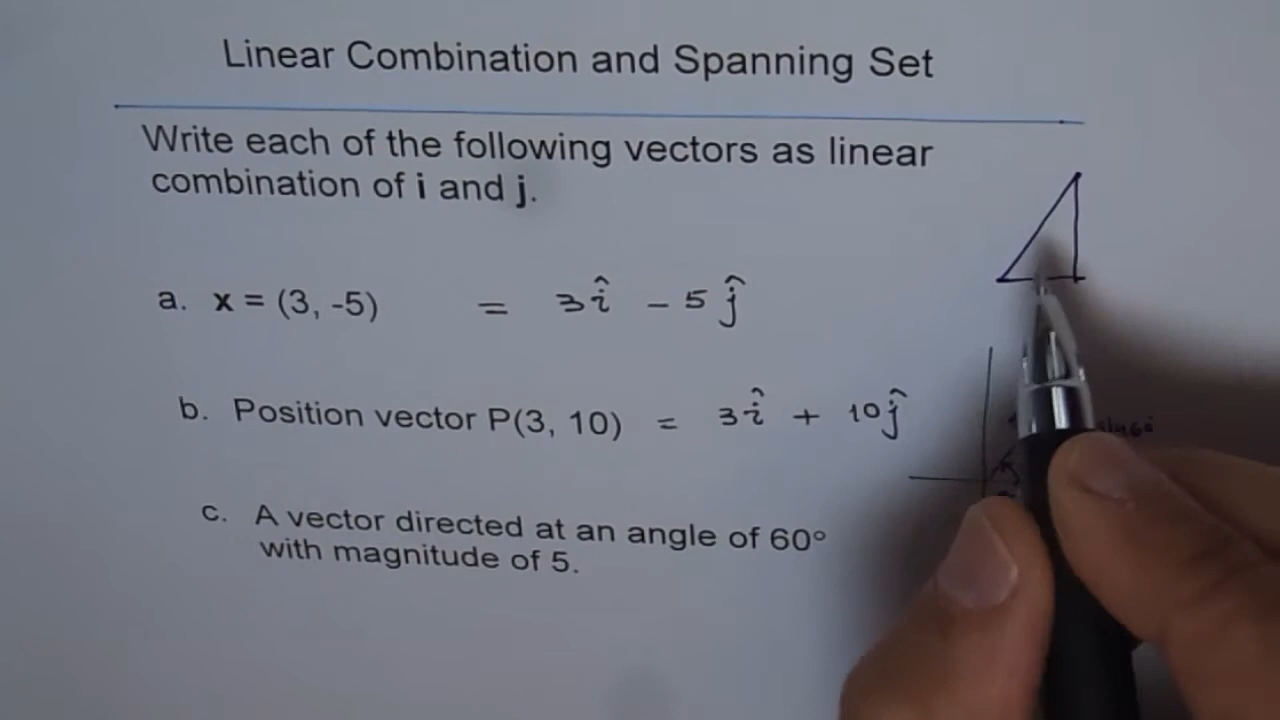 Linear Combination and Spanning Set
Write each of the following vectors as linear
combination of i and j.
a. x = (3, -5) = 3î - 5ĵ
b. Position vector P(3, 10) = 3î + 10ĵ
c. A vector directed at an angle of 60°
with magnitude of 5.